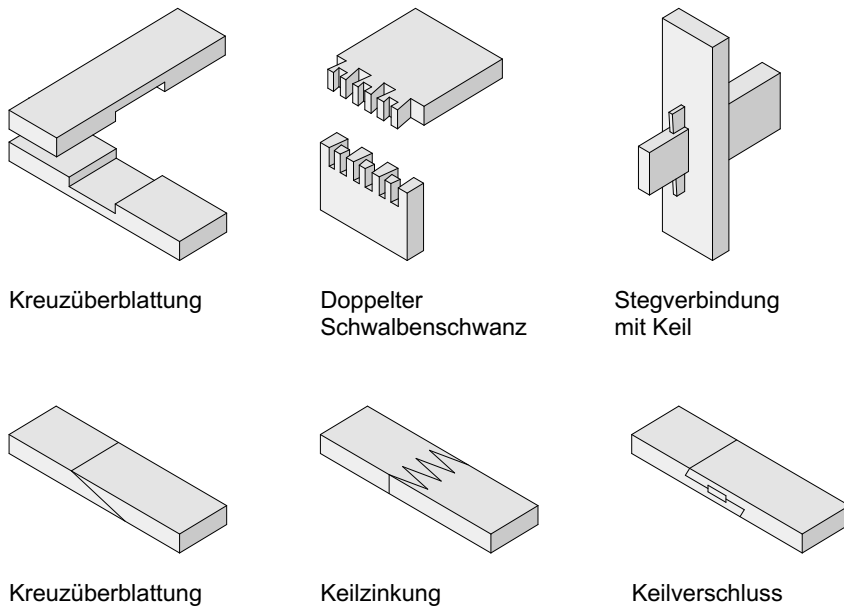 Kreuzüberblattung
Doppelter
Schwalbenschwanz
Stegverbindung
mit Keil
Kreuzüberblattung
Keilzinkung
Keilverschluss